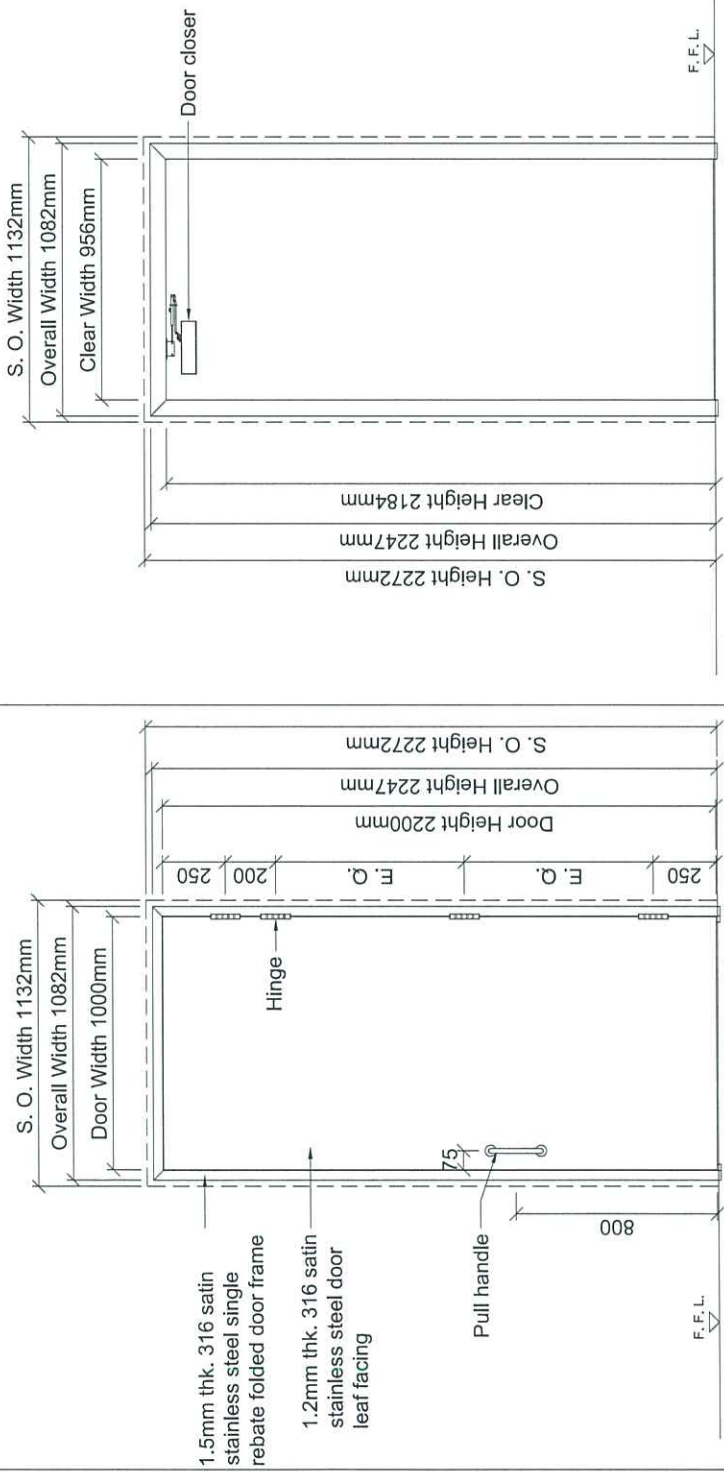 S. O. Width 1132mm
Overall Width 1082mm
Door Width 1000mm
1.5mm thk. 316 satin
stainless steel single
rebate folded door frame
1.2mm thk. 316 satin
stainless steel door
leaf facing
Pull handle
Hinge
75
800
F. F. L.
250
200
E. Q.
E. Q.
250
Door Height 2200mm
Overall Height 2247mm
S. O. Height 2272mm
S. O. Width 1132mm
Overall Width 1082mm
Clear Width 956mm
Door closer
Clear Height 2184mm
Overall Height 2247mm
S. O. Height 2272mm
F. F. L.